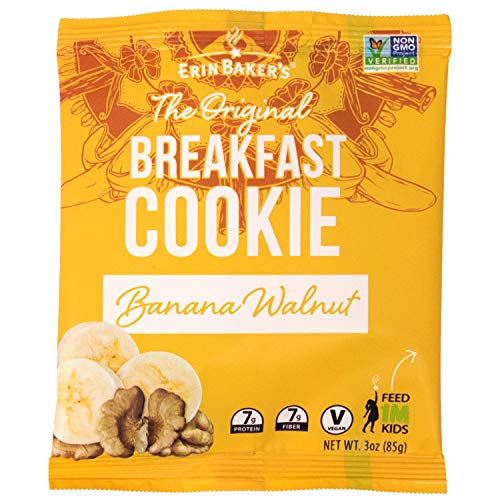 ERIN BAKER'S
NON
GMO
Project
VERIFIED
nongmoproject.org
The Original
BREAKFAST
COOKIE
Banana Walnut
7g
PROTEIN
7g
FIBER
V
VEGAN
FEED
1M
KIDS
NET WT. 3oz (85g)